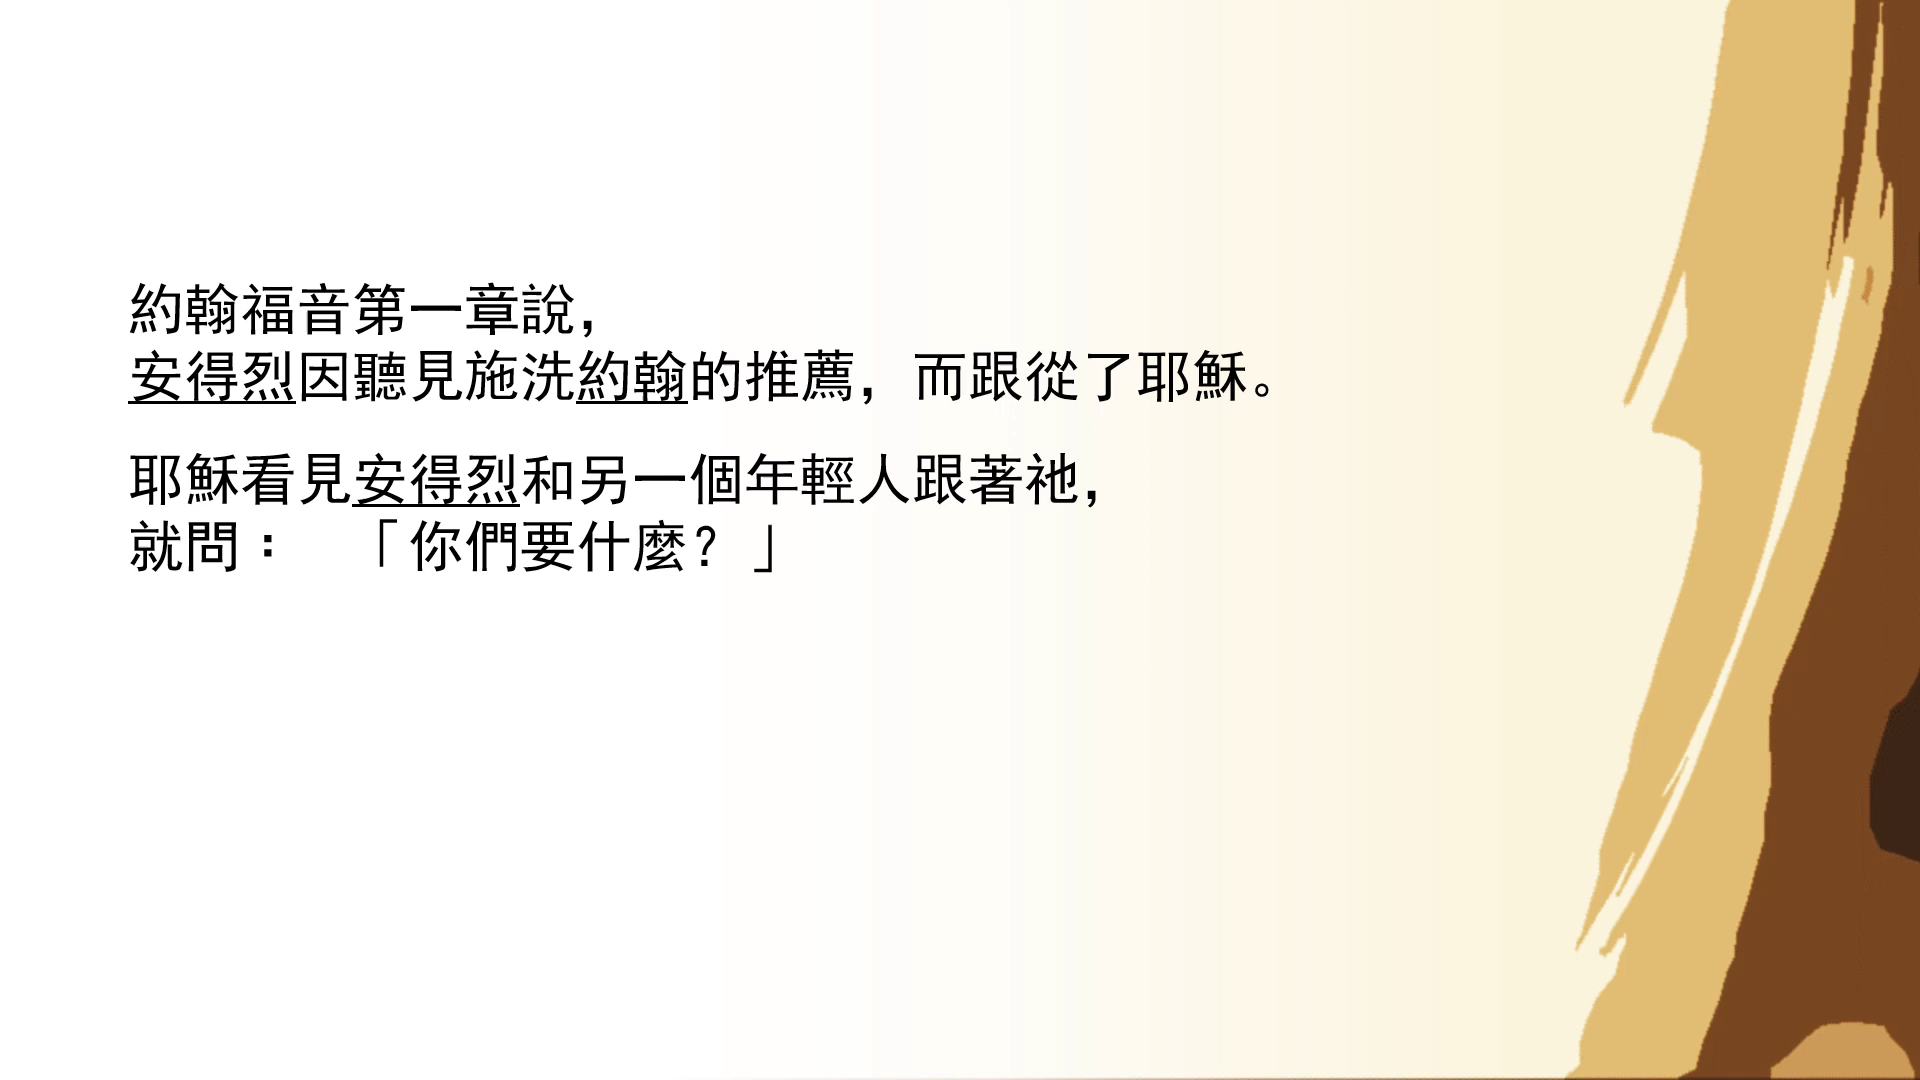 約翰福音第一章說，
安得烈因聽見施洗約翰的推薦，而跟從了耶穌。
耶穌看見安得烈和另一個年輕人跟著祂，
就問：　「你們要什麼？」